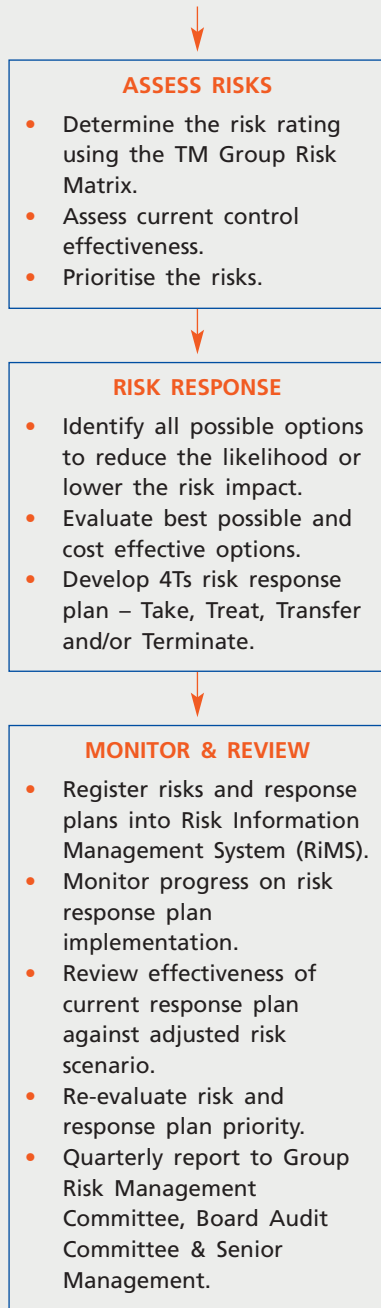 ASSESS RISKS
• Determine the risk rating
using the TM Group Risk
Matrix.
• Assess current control
effectiveness.
• Prioritise the risks.
RISK RESPONSE
• Identify all possible options
to reduce the likelihood or
lower the risk impact.
• Evaluate best possible and
cost effective options.
• Develop 4Ts risk response
plan – Take, Treat, Transfer
and/or Terminate.
MONITOR & REVIEW
• Register risks and response
plans into Risk Information
Management System (RiMS).
• Monitor progress on risk
response plan
implementation.
• Review effectiveness of
current response plan
against adjusted risk
scenario.
• Re-evaluate risk and
response plan priority.
• Quarterly report to Group
Risk Management
Committee, Board Audit
Committee & Senior
Management.